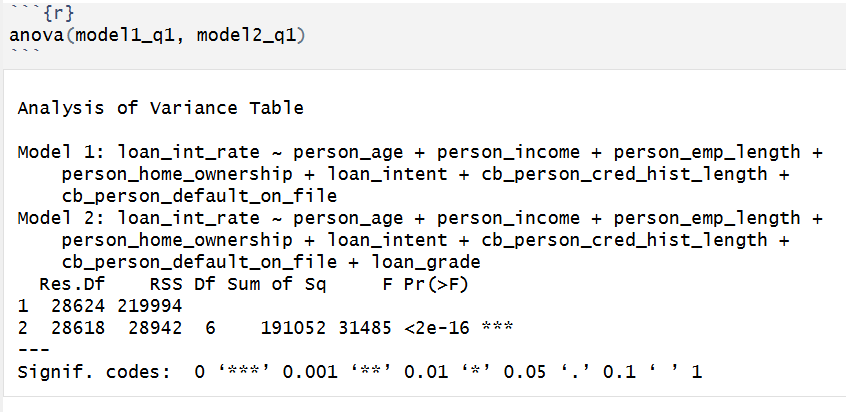 ```{r}
anova(model1_q1, model2_q1)
```
Analysis of Variance Table
Model 1: loan_int_rate ~ person_age + person_income + person_emp_length +
    person_home_ownership + loan_intent + cb_person_cred_hist_length +
    cb_person_default_on_file
Model 2: loan_int_rate ~ person_age + person_income + person_emp_length +
    person_home_ownership + loan_intent + cb_person_cred_hist_length +
    cb_person_default_on_file + loan_grade
  Res.Df    RSS Df Sum of Sq     F Pr(>F)
1  28624 219994
2  28618  28942  6    191052 31485 <2e-16 ***
---
Signif. codes:  0 ‘***’ 0.001 ‘**’ 0.01 ‘*’ 0.05 ‘.’ 0.1 ‘ ’ 1